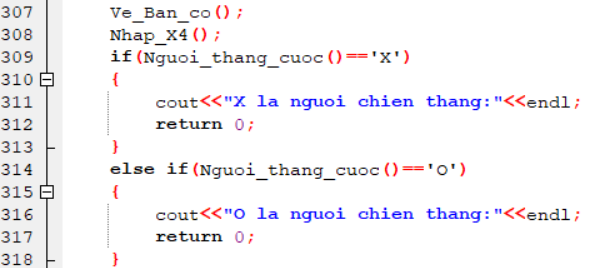 307 Ve_Ban_co();
308 Nhap_X4();
309 if(Nguoi_thang_cuoc()=='X')
310 {
311 cout<<"X la nguoi chien thang:"<<endl;
312 return 0;
313 }
314 else if(Nguoi_thang_cuoc()=='O')
315 {
316 cout<<"O la nguoi chien thang:"<<endl;
317 return 0;
318 }